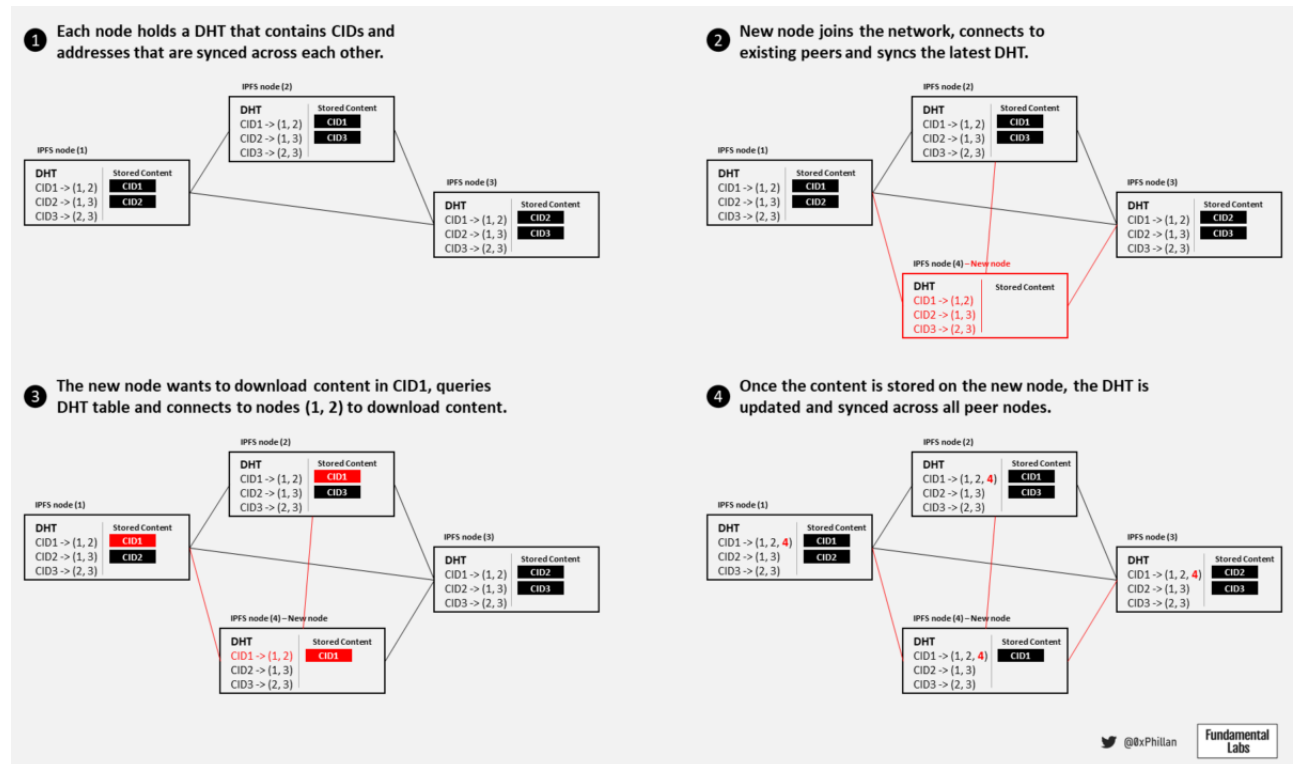 1
Each node holds a DHT that contains CIDs and
addresses that are synced across each other.
IPFS node (2)
DHT
Stored Content
CID1 -> (1, 2)
CID1
CID2 -> (1, 3)
CID3
CID3 -> (2, 3)
IPFS node (1)
DHT
Stored Content
CID1 -> (1, 2)
CID1
CID2 -> (1, 3)
CID2
CID3 -> (2, 3)
IPFS node (3)
DHT
Stored Content
CID1 -> (1, 2)
CID2
CID2 -> (1, 3)
CID3
CID3 -> (2, 3)
2
New node joins the network, connects to
existing peers and syncs the latest DHT.
IPFS node (2)
DHT
Stored Content
CID1 -> (1, 2)
CID1
CID2 -> (1, 3)
CID3
CID3 -> (2, 3)
IPFS node (1)
DHT
Stored Content
CID1 -> (1, 2)
CID1
CID2 -> (1, 3)
CID2
CID3 -> (2, 3)
IPFS node (3)
DHT
Stored Content
CID1 -> (1, 2)
CID2
CID2 -> (1, 3)
CID3
CID3 -> (2, 3)
IPFS node (4) – New node
DHT
Stored Content
CID1 -> (1,2)
CID2 -> (1, 3)
CID3 -> (2, 3)
3
The new node wants to download content in CID1, queries
DHT table and connects to nodes (1, 2) to download content.
IPFS node (2)
DHT
Stored Content
CID1 -> (1, 2)
CID1
CID2 -> (1, 3)
CID3
CID3 -> (2, 3)
IPFS node (1)
DHT
Stored Content
CID1 -> (1, 2)
CID1
CID2 -> (1, 3)
CID2
CID3 -> (2, 3)
IPFS node (3)
DHT
Stored Content
CID1 -> (1, 2)
CID2
CID2 -> (1, 3)
CID3
CID3 -> (2, 3)
IPFS node (4) – New node
DHT
Stored Content
CID1 -> (1, 2)
CID1
CID2 -> (1, 3)
CID3 -> (2, 3)
4
Once the content is stored on the new node, the DHT is
updated and synced across all peer nodes.
IPFS node (2)
DHT
Stored Content
CID1 -> (1, 2, 4)
CID1
CID2 -> (1, 3)
CID3
CID3 -> (2, 3)
IPFS node (1)
DHT
Stored Content
CID1 -> (1, 2, 4)
CID1
CID2 -> (1, 3)
CID2
CID3 -> (2, 3)
IPFS node (3)
DHT
Stored Content
CID1 -> (1, 2, 4)
CID2
CID2 -> (1, 3)
CID3
CID3 -> (2, 3)
IPFS node (4) – New node
DHT
Stored Content
CID1 -> (1, 2, 4)
CID1
CID2 -> (1, 3)
CID3 -> (2, 3)
@0xPhillan
Fundamental
Labs